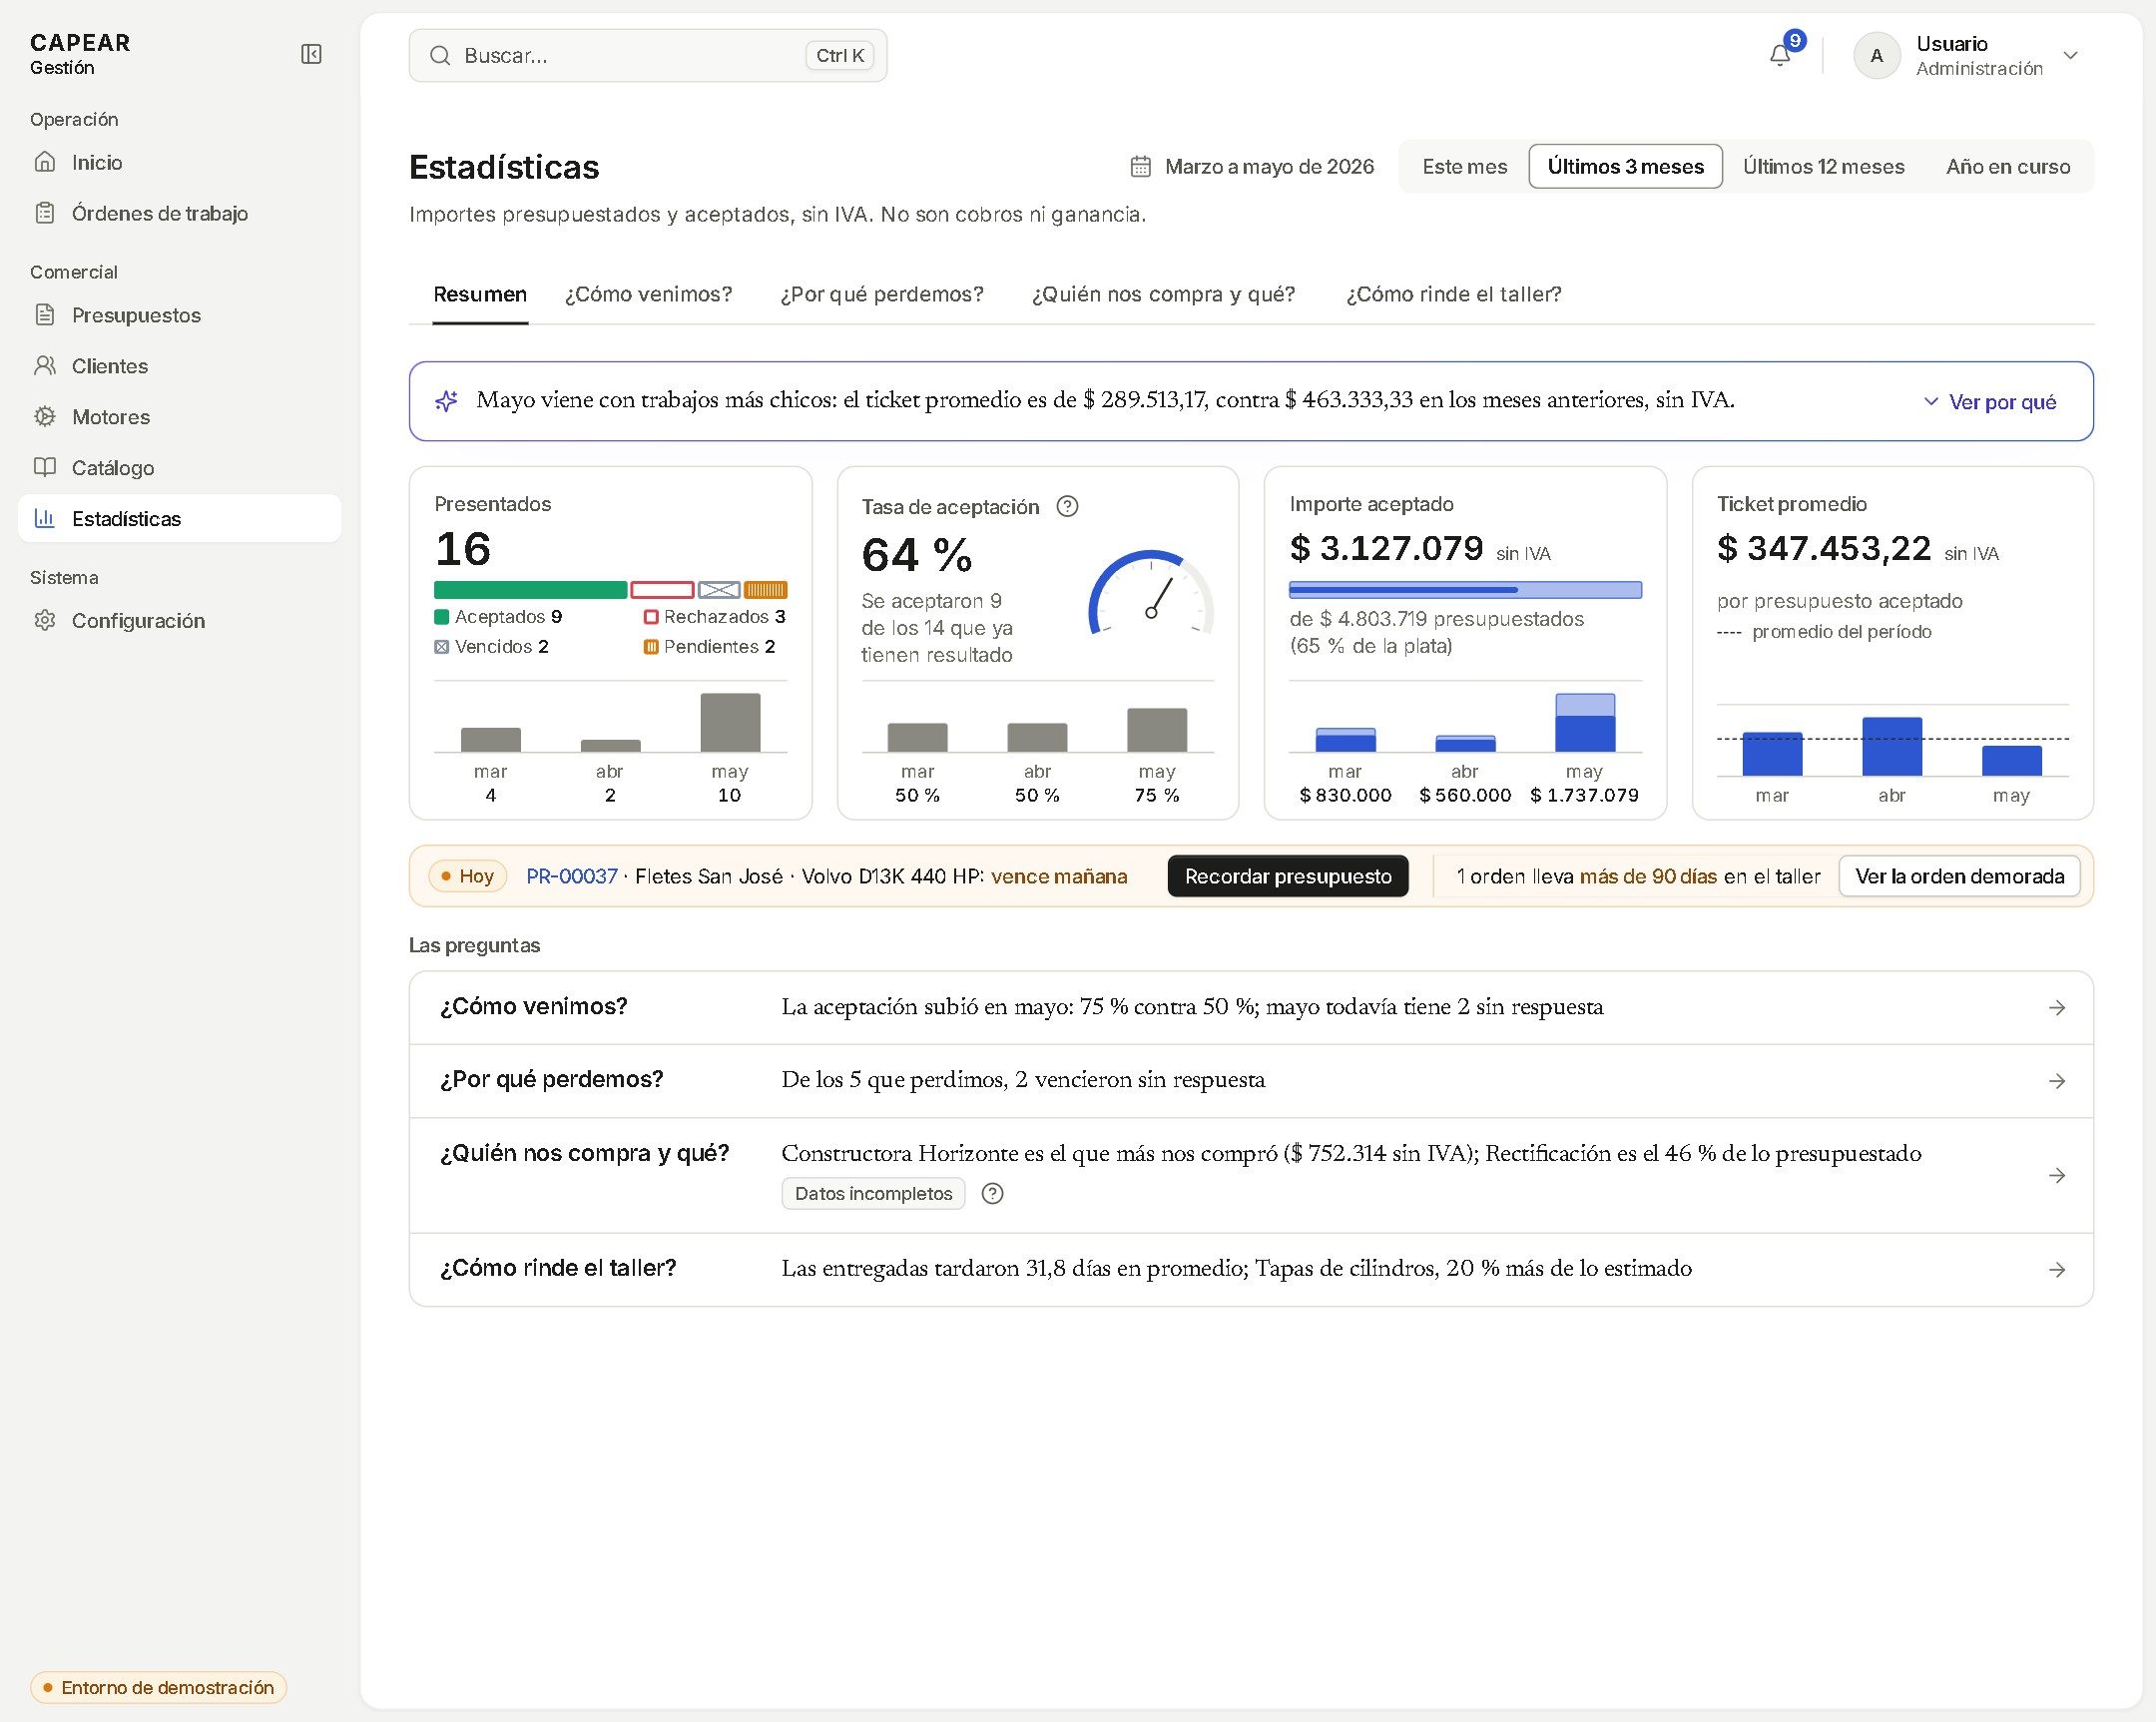 CAPEAR
Gestión
Operación
Inicio
Órdenes de trabajo
Comercial
Presupuestos
Clientes
Motores
Catálogo
Estadísticas
Sistema
Configuración
Entorno de demostración
Buscar...
Ctrl K
9
A
Usuario
Administración
Estadísticas
Marzo a mayo de 2026
Este mes
Últimos 3 meses
Últimos 12 meses
Año en curso
Importes presupuestados y aceptados, sin IVA. No son cobros ni ganancia.
Resumen
¿Cómo venimos?
¿Por qué perdemos?
¿Quién nos compra y qué?
¿Cómo rinde el taller?
Mayo viene con trabajos más chicos: el ticket promedio es de $ 289.513,17, contra $ 463.333,33 en los meses anteriores, sin IVA.
Ver por qué
Presentados
16
Aceptados 9
Rechazados 3
Vencidos 2
Pendientes 2
mar abr may
4 2 10
Tasa de aceptación
64 %
Se aceptaron 9
de los 14 que ya
tienen resultado
mar abr may
50 % 50 % 75 %
Importe aceptado
$ 3.127.079 sin IVA
de $ 4.803.719 presupuestados
(65 % de la plata)
mar abr may
$ 830.000 $ 560.000 $ 1.737.079
Ticket promedio
$ 347.453,22 sin IVA
por presupuesto aceptado
---- promedio del período
mar abr may
Hoy
PR-00037 · Fletes San José · Volvo D13K 440 HP: vence mañana
Recordar presupuesto
1 orden lleva más de 90 días en el taller
Ver la orden demorada
Las preguntas
¿Cómo venimos?
La aceptación subió en mayo: 75 % contra 50 %; mayo todavía tiene 2 sin respuesta
¿Por qué perdemos?
De los 5 que perdimos, 2 vencieron sin respuesta
¿Quién nos compra y qué?
Constructora Horizonte es el que más nos compró ($ 752.314 sin IVA); Rectificación es el 46 % de lo presupuestado
Datos incompletos
¿Cómo rinde el taller?
Las entregadas tardaron 31,8 días en promedio; Tapas de cilindros, 20 % más de lo estimado